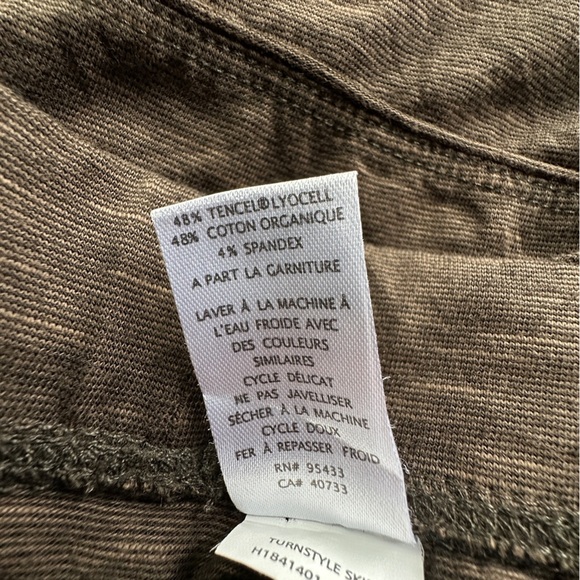 48% TENCEL®LYOCELL
48% COTON ORGANIQUE
4% SPANDEX
A PART LA GARNITURE
LAVER À LA MACHINE À
L'EAU FROIDE AVEC
DES COULEURS
SIMILAIRES
CYCLE DÉLICAT
NE PAS JAVELLISER
SÉCHER À LA MACHINE
CYCLE DOUX
FER À REPASSER FROID
RN# 95433
CA# 40733
TURNSTYLE
H1841401